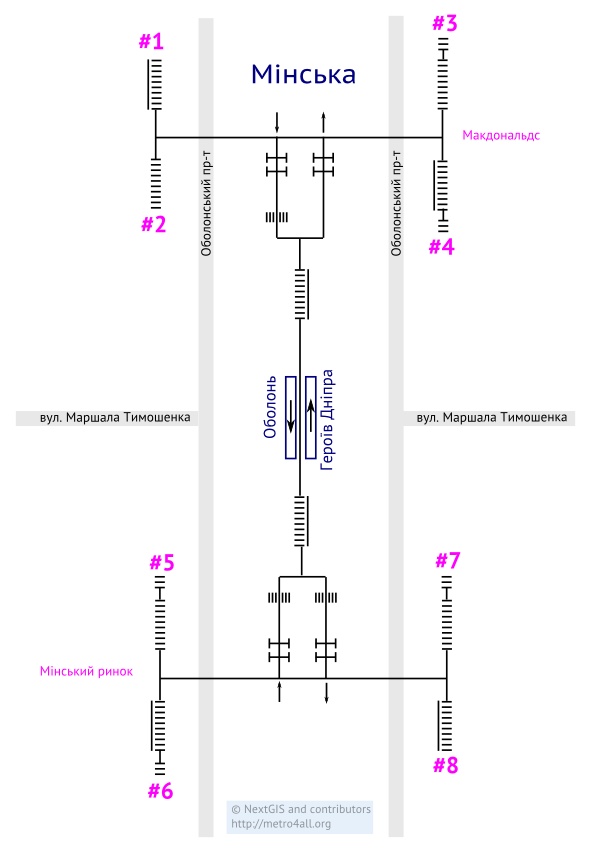 #1
#3
Мінська
Макдональдс
Оболонський пр-т
Оболонський пр-т
#2
#4
Оболонь
Героїв Дніпра
вул. Маршала Тимошенка
вул. Маршала Тимошенка
#5
#7
Мінський ринок
#6
#8
© NextGIS and contributors
http://metro4all.org